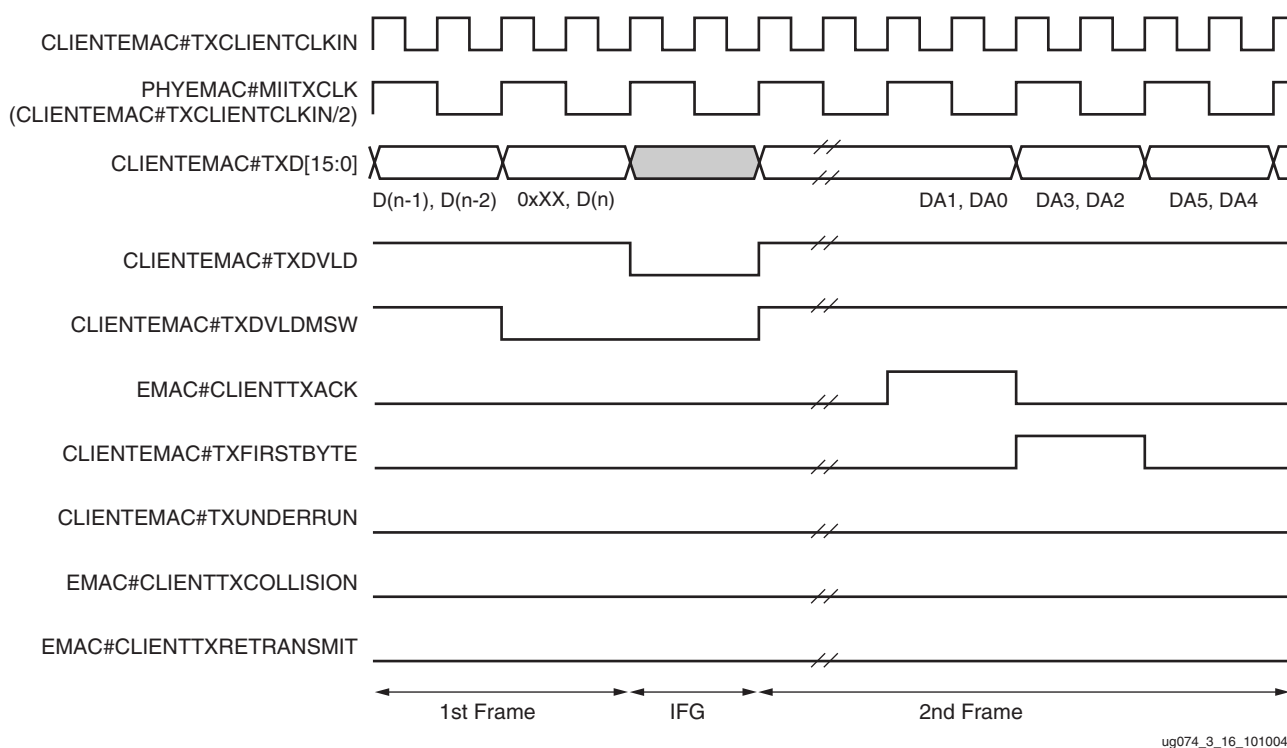 CLIENTEMAC#TXCLIENTCLKIN
PHYEMAC#MIITXCLK
(CLIENTEMAC#TXCLIENTCLKIN/2)
CLIENTEMAC#TXD[15:0]
D(n-1), D(n-2) 0xXX, D(n) DA1, DA0 DA3, DA2 DA5, DA4
CLIENTEMAC#TXDVLD
CLIENTEMAC#TXDVLDMSW
EMAC#CLIENTTXACK
CLIENTEMAC#TXFIRSTBYTE
CLIENTEMAC#TXUNDERRUN
EMAC#CLIENTTXCOLLISION
EMAC#CLIENTTXRETRANSMIT
1st Frame IFG 2nd Frame
ug074_3_16_101004